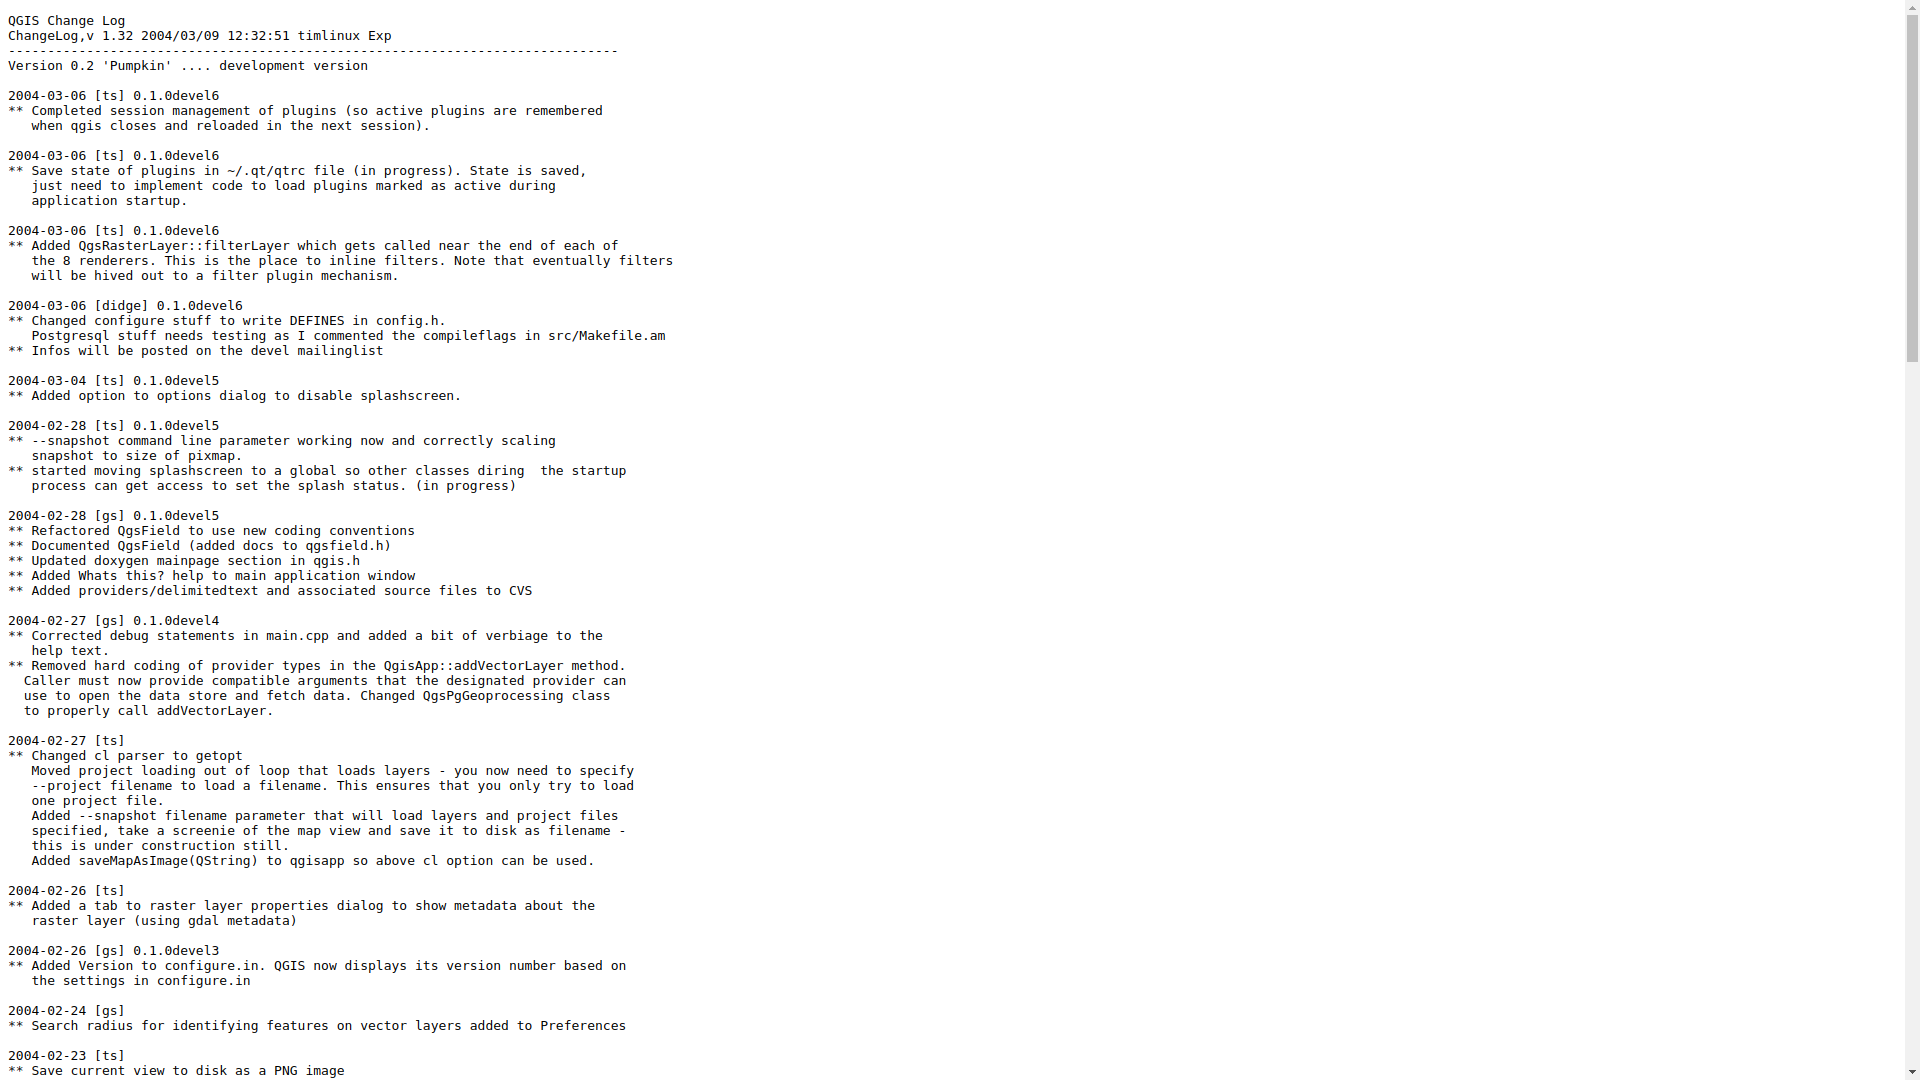 QGIS Change Log
ChangeLog,v 1.32 2004/03/09 12:32:51 timlinux Exp
------------------------------------------------------------------------------
Version 0.2 'Pumpkin' .... development version

2004-03-06 [ts] 0.1.0devel6
** Completed session management of plugins (so active plugins are remembered
   when qgis closes and reloaded in the next session).

2004-03-06 [ts] 0.1.0devel6
** Save state of plugins in ~/.qt/qtrc file (in progress). State is saved,
   just need to implement code to load plugins marked as active during
   application startup.

2004-03-06 [ts] 0.1.0devel6
** Added QgsRasterLayer::filterLayer which gets called near the end of each of
   the 8 renderers. This is the place to inline filters. Note that eventually filters
   will be hived out to a filter plugin mechanism.

2004-03-06 [didge] 0.1.0devel6
** Changed configure stuff to write DEFINES in config.h.
   Postgresql stuff needs testing as I commented the compileflags in src/Makefile.am
** Infos will be posted on the devel mailinglist

2004-03-04 [ts] 0.1.0devel5
** Added option to options dialog to disable splashscreen.

2004-02-28 [ts] 0.1.0devel5
** --snapshot command line parameter working now and correctly scaling
   snapshot to size of pixmap.
** started moving splashscreen to a global so other classes diring  the startup
   process can get access to set the splash status. (in progress)

2004-02-28 [gs] 0.1.0devel5
** Refactored QgsField to use new coding conventions
** Documented QgsField (added docs to qgsfield.h)
** Updated doxygen mainpage section in qgis.h
** Added Whats this? help to main application window
** Added providers/delimitedtext and associated source files to CVS

2004-02-27 [gs] 0.1.0devel4
** Corrected debug statements in main.cpp and added a bit of verbiage to the
   help text.
** Removed hard coding of provider types in the QgisApp::addVectorLayer method.
  Caller must now provide compatible arguments that the designated provider can
  use to open the data store and fetch data. Changed QgsPgGeoprocessing class
  to properly call addVectorLayer.

2004-02-27 [ts]
** Changed cl parser to getopt
   Moved project loading out of loop that loads layers - you now need to specify
   --project filename to load a filename. This ensures that you only try to load
   one project file.
   Added --snapshot filename parameter that will load layers and project files
   specified, take a screenie of the map view and save it to disk as filename -
   this is under construction still.
   Added saveMapAsImage(QString) to qgisapp so above cl option can be used.

2004-02-26 [ts]
** Added a tab to raster layer properties dialog to show metadata about the
   raster layer (using gdal metadata)

2004-02-26 [gs] 0.1.0devel3
** Added Version to configure.in. QGIS now displays its version number based on
   the settings in configure.in

2004-02-24 [gs]
** Search radius for identifying features on vector layers added to Preferences

2004-02-23 [ts]
** Save current view to disk as a PNG image